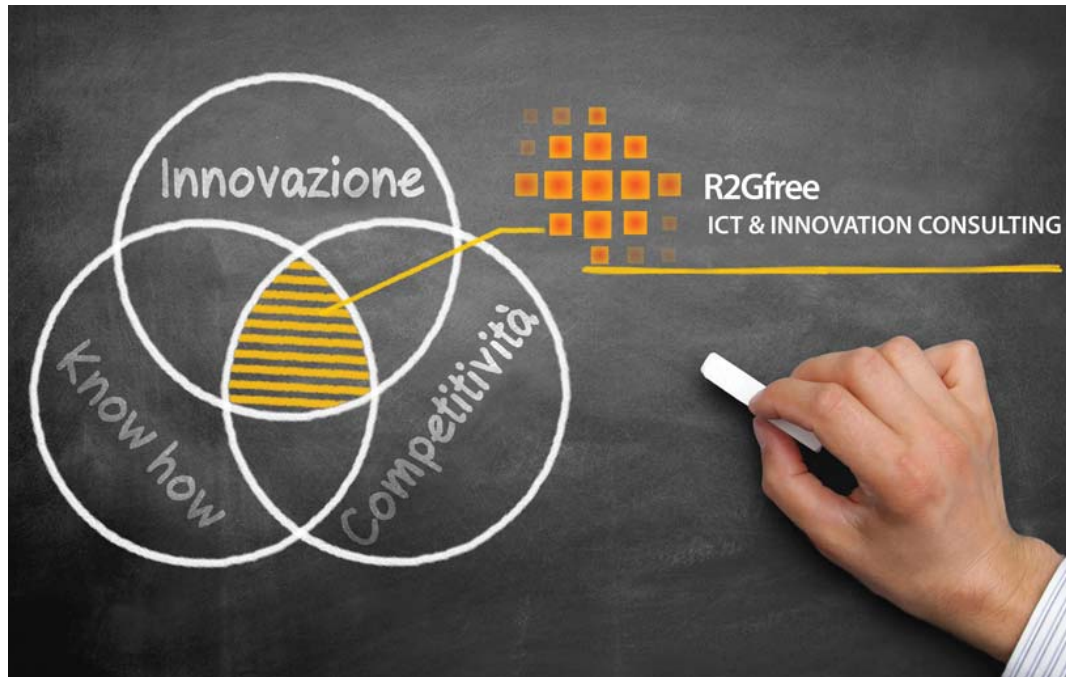 Innovazione
R2Gfree
ICT & INNOVATION CONSULTING
Know how
Competitività